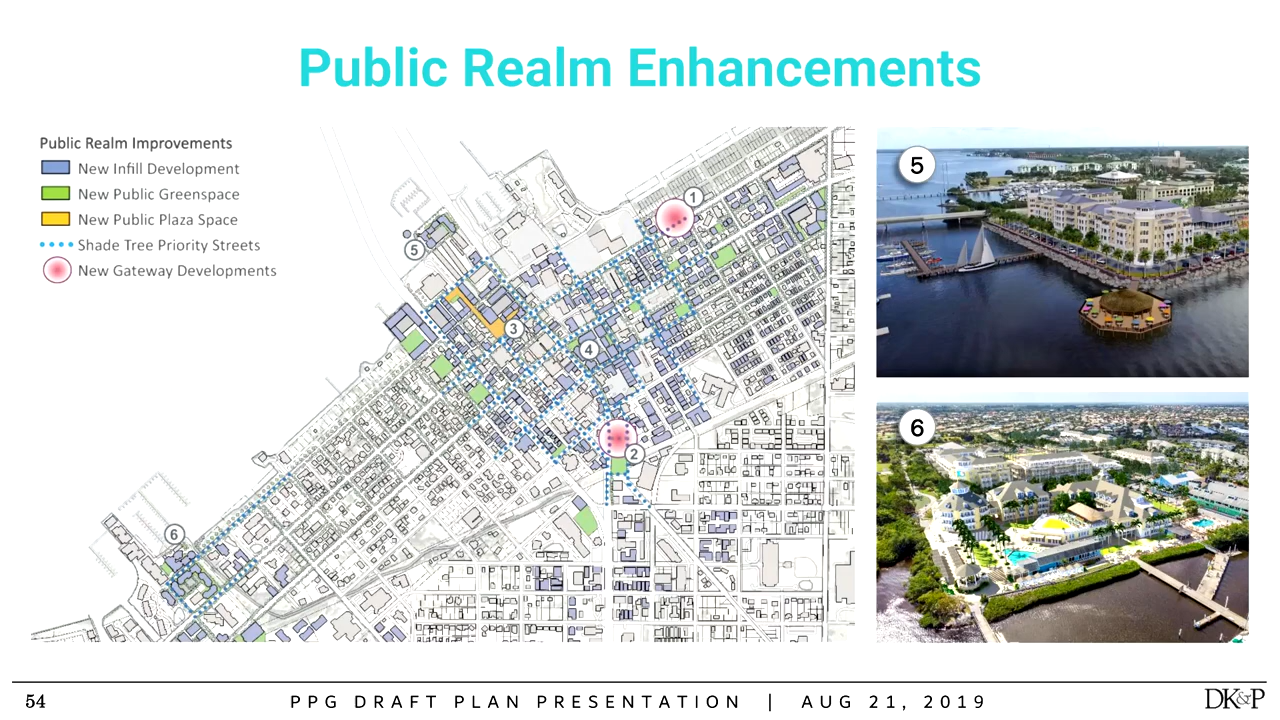 Public Realm Enhancements
Public Realm Improvements
New Infill Development
New Public Greenspace
New Public Plaza Space
Shade Tree Priority Streets
New Gateway Developments
1
5
3
4
2
6
5
6
54
PPG DRAFT PLAN PRESENTATION | AUG 21, 2019
DK&P